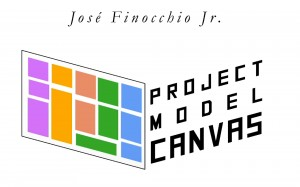 José Finocchio Jr.
PROJECT
MODEL
CANVAS